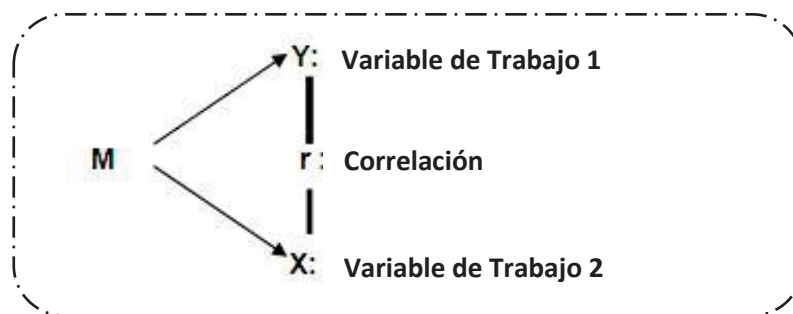 Y: Variable de Trabajo 1
M r : Correlación
X: Variable de Trabajo 2